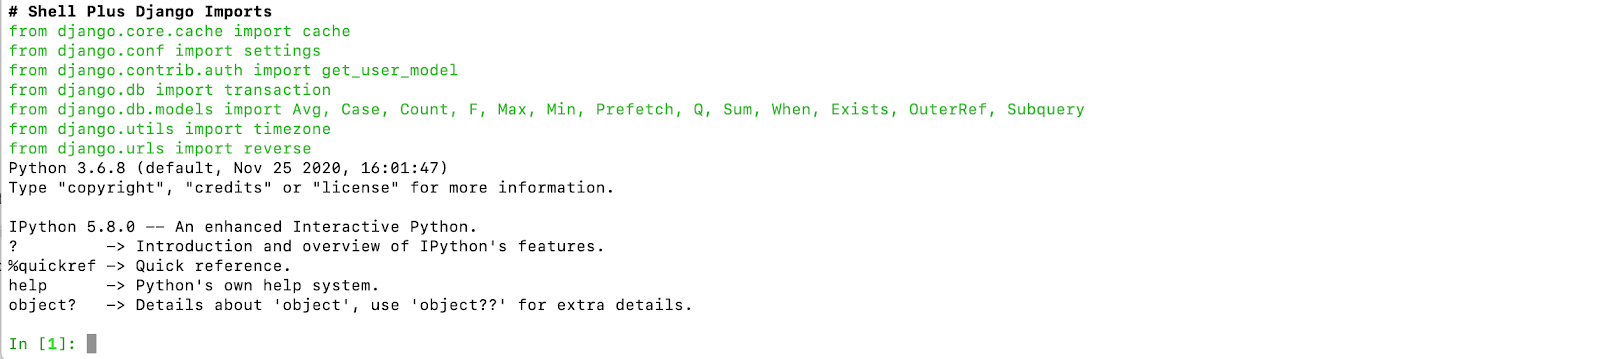 # Shell Plus Django Imports
from django.core.cache import cache
from django.conf import settings
from django.contrib.auth import get_user_model
from django.db import transaction
from django.db.models import Avg, Case, Count, F, Max, Min, Prefetch, Q, Sum, When, Exists, OuterRef, Subquery
from django.utils import timezone
from django.urls import reverse
Python 3.6.8 (default, Nov 25 2020, 16:01:47)
Type "copyright", "credits" or "license" for more information.
IPython 5.8.0 -- An enhanced Interactive Python.
?         -> Introduction and overview of IPython's features.
%quickref -> Quick reference.
help      -> Python's own help system.
object?   -> Details about 'object', use 'object??' for extra details.
In [1]: